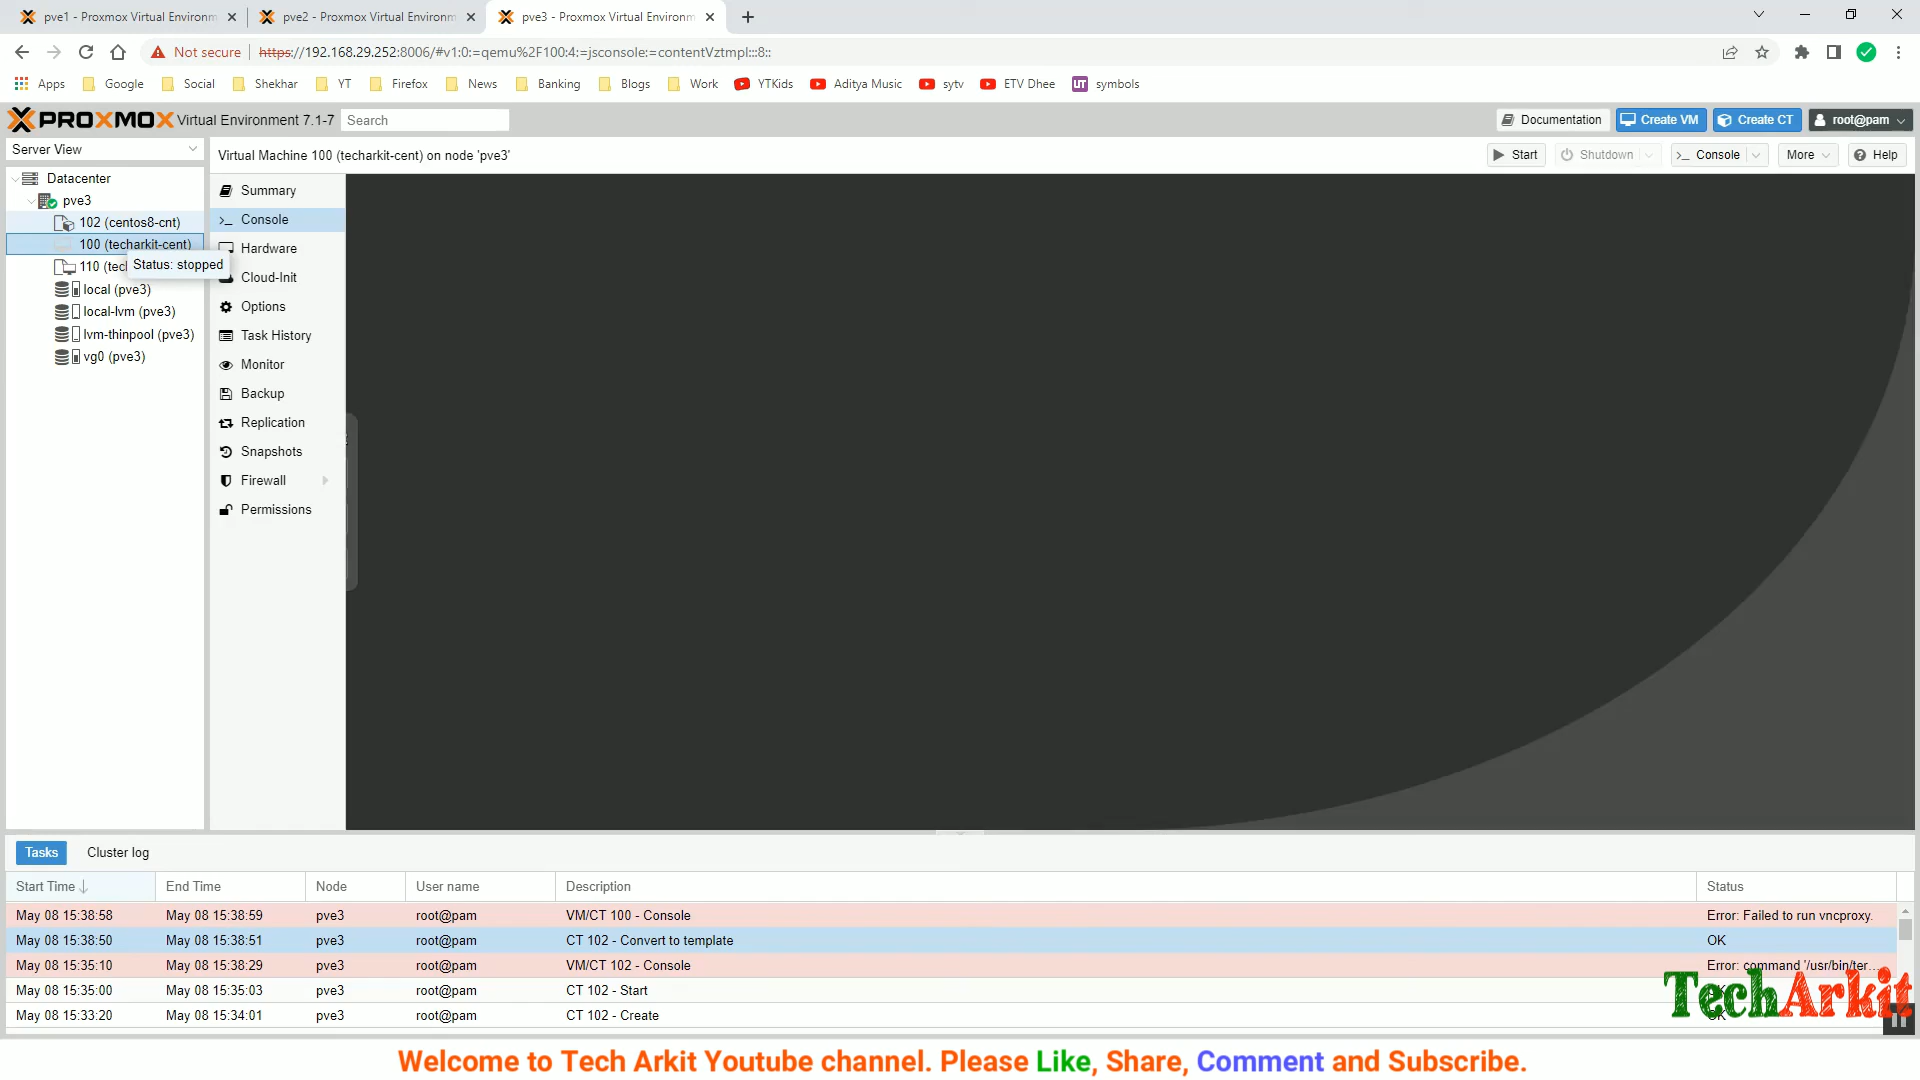 pve1 - Proxmox Virtual Environm
pve2 - Proxmox Virtual Environm
pve3 - Proxmox Virtual Environm
Not secure https://192.168.29.252:8006/#v1:0:=qemu%2F100:4:=jsconsole:=contentVztmpl:::8::
Apps Google Social Shekhar YT Firefox News Banking Blogs Work YTKids Aditya Music sytv ETV Dhee UT symbols
PROXMOX Virtual Environment 7.1-7 Search Documentation Create VM Create CT root@pam
Server View
Virtual Machine 100 (techarkit-cent) on node 'pve3' Start Shutdown Console More Help
Datacenter
pve3
102 (centos8-cnt)
100 (techarkit-cent)
110 (tec
Status: stopped
local (pve3)
local-lvm (pve3)
lvm-thinpool (pve3)
vg0 (pve3)
Summary
Console
Hardware
Cloud-Init
Options
Task History
Monitor
Backup
Replication
Snapshots
Firewall
Permissions
Tasks Cluster log
Start Time End Time Node User name Description Status
May 08 15:38:58 May 08 15:38:59 pve3 root@pam VM/CT 100 - Console Error: Failed to run vncproxy.
May 08 15:38:50 May 08 15:38:51 pve3 root@pam CT 102 - Convert to template OK
May 08 15:35:10 May 08 15:38:29 pve3 root@pam VM/CT 102 - Console Error: command '/usr/bin/ter...
May 08 15:35:00 May 08 15:35:03 pve3 root@pam CT 102 - Start
May 08 15:33:20 May 08 15:34:01 pve3 root@pam CT 102 - Create OK
TechArkit
Welcome to Tech Arkit Youtube channel. Please Like, Share, Comment and Subscribe.